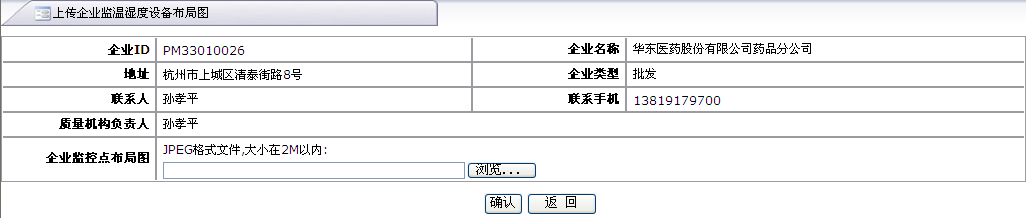 上传企业监温湿度设备布局图
企业ID PM33010026 企业名称 华东医药股份有限公司药品分公司
地址 杭州市上城区清泰街路8号 企业类型 批发
联系人 孙孝平 联系手机 13819179700
质量机构负责人 孙孝平
企业监控点布局图 JPEG格式文件,大小在2M以内:
浏览...
确认 返 回